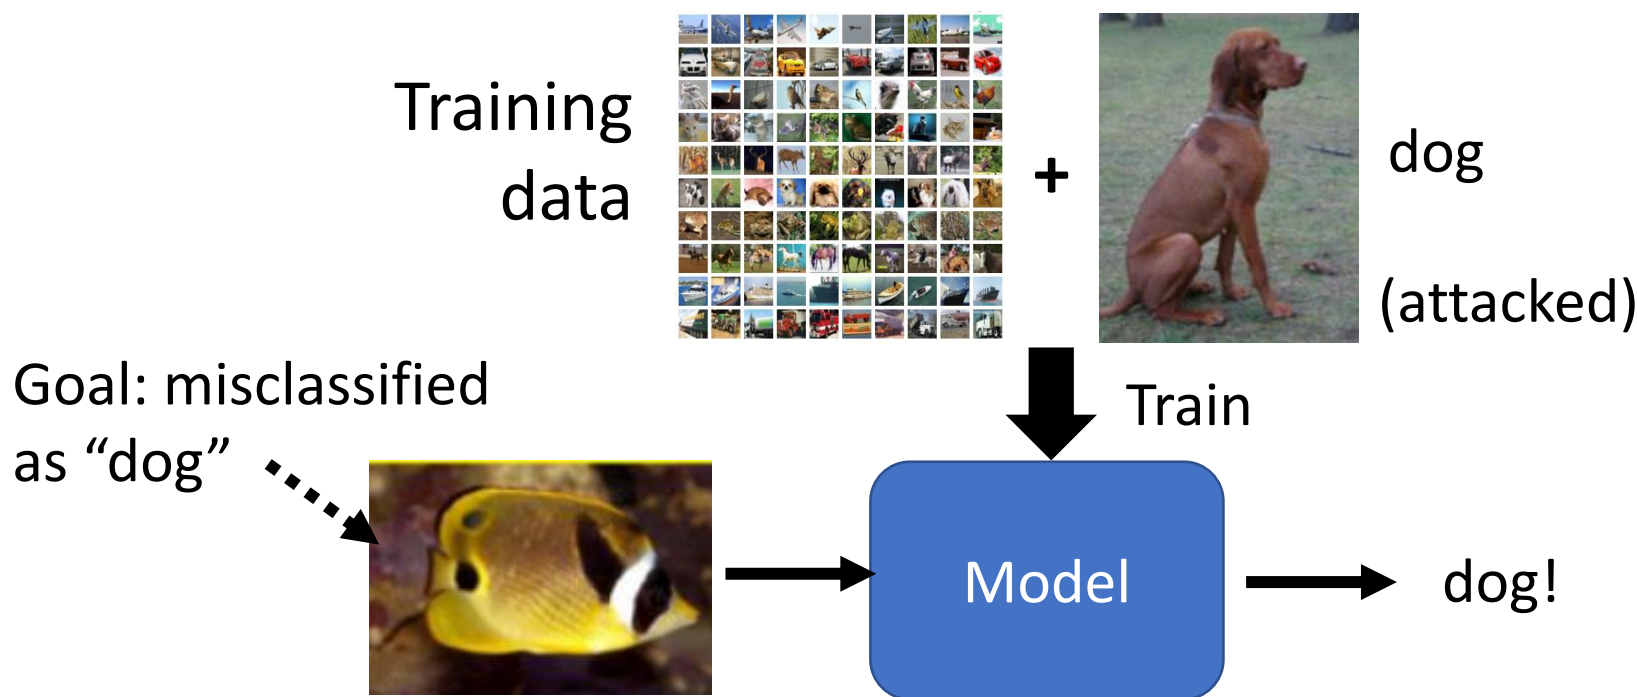 Training
data
+
dog
(attacked)
Train
Goal: misclassified
as “dog”
Model
dog!